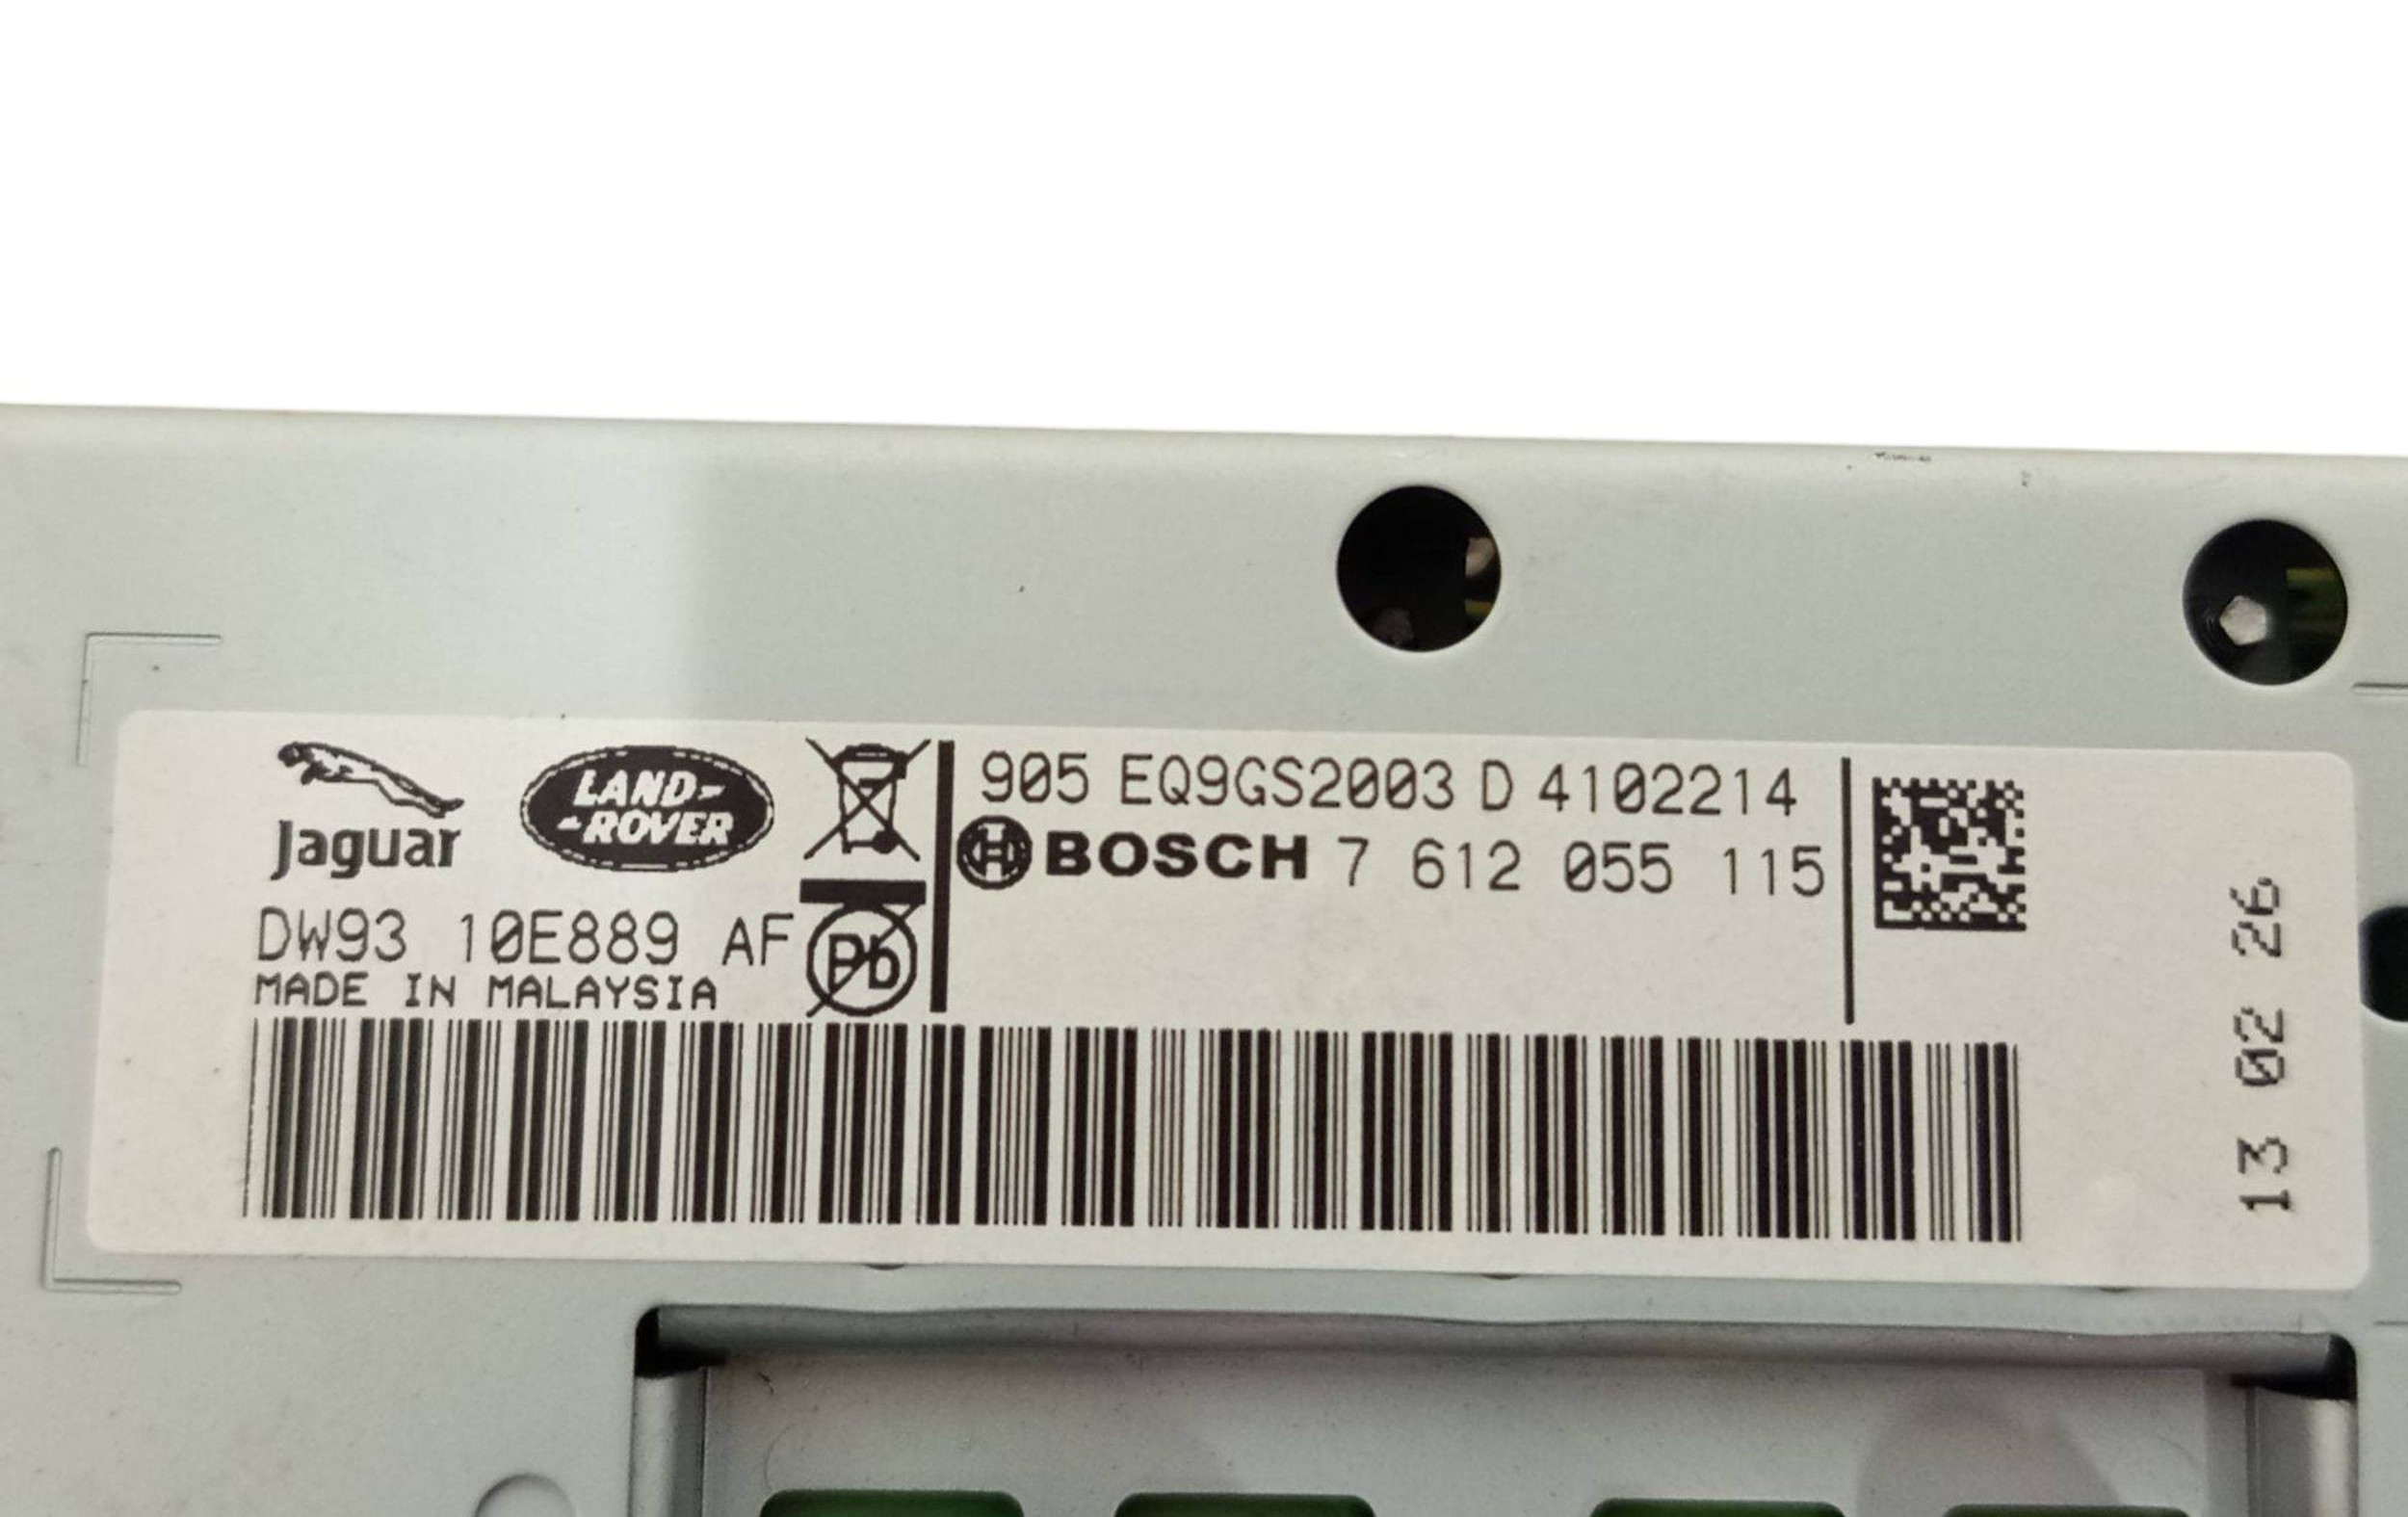 Jaguar
LAND-
-ROVER
DW93 10E889 AF
MADE IN MALAYSIA
Pb
905 EQ9GS2003 D 4102214
BOSCH 7 612 055 115
13 02 26